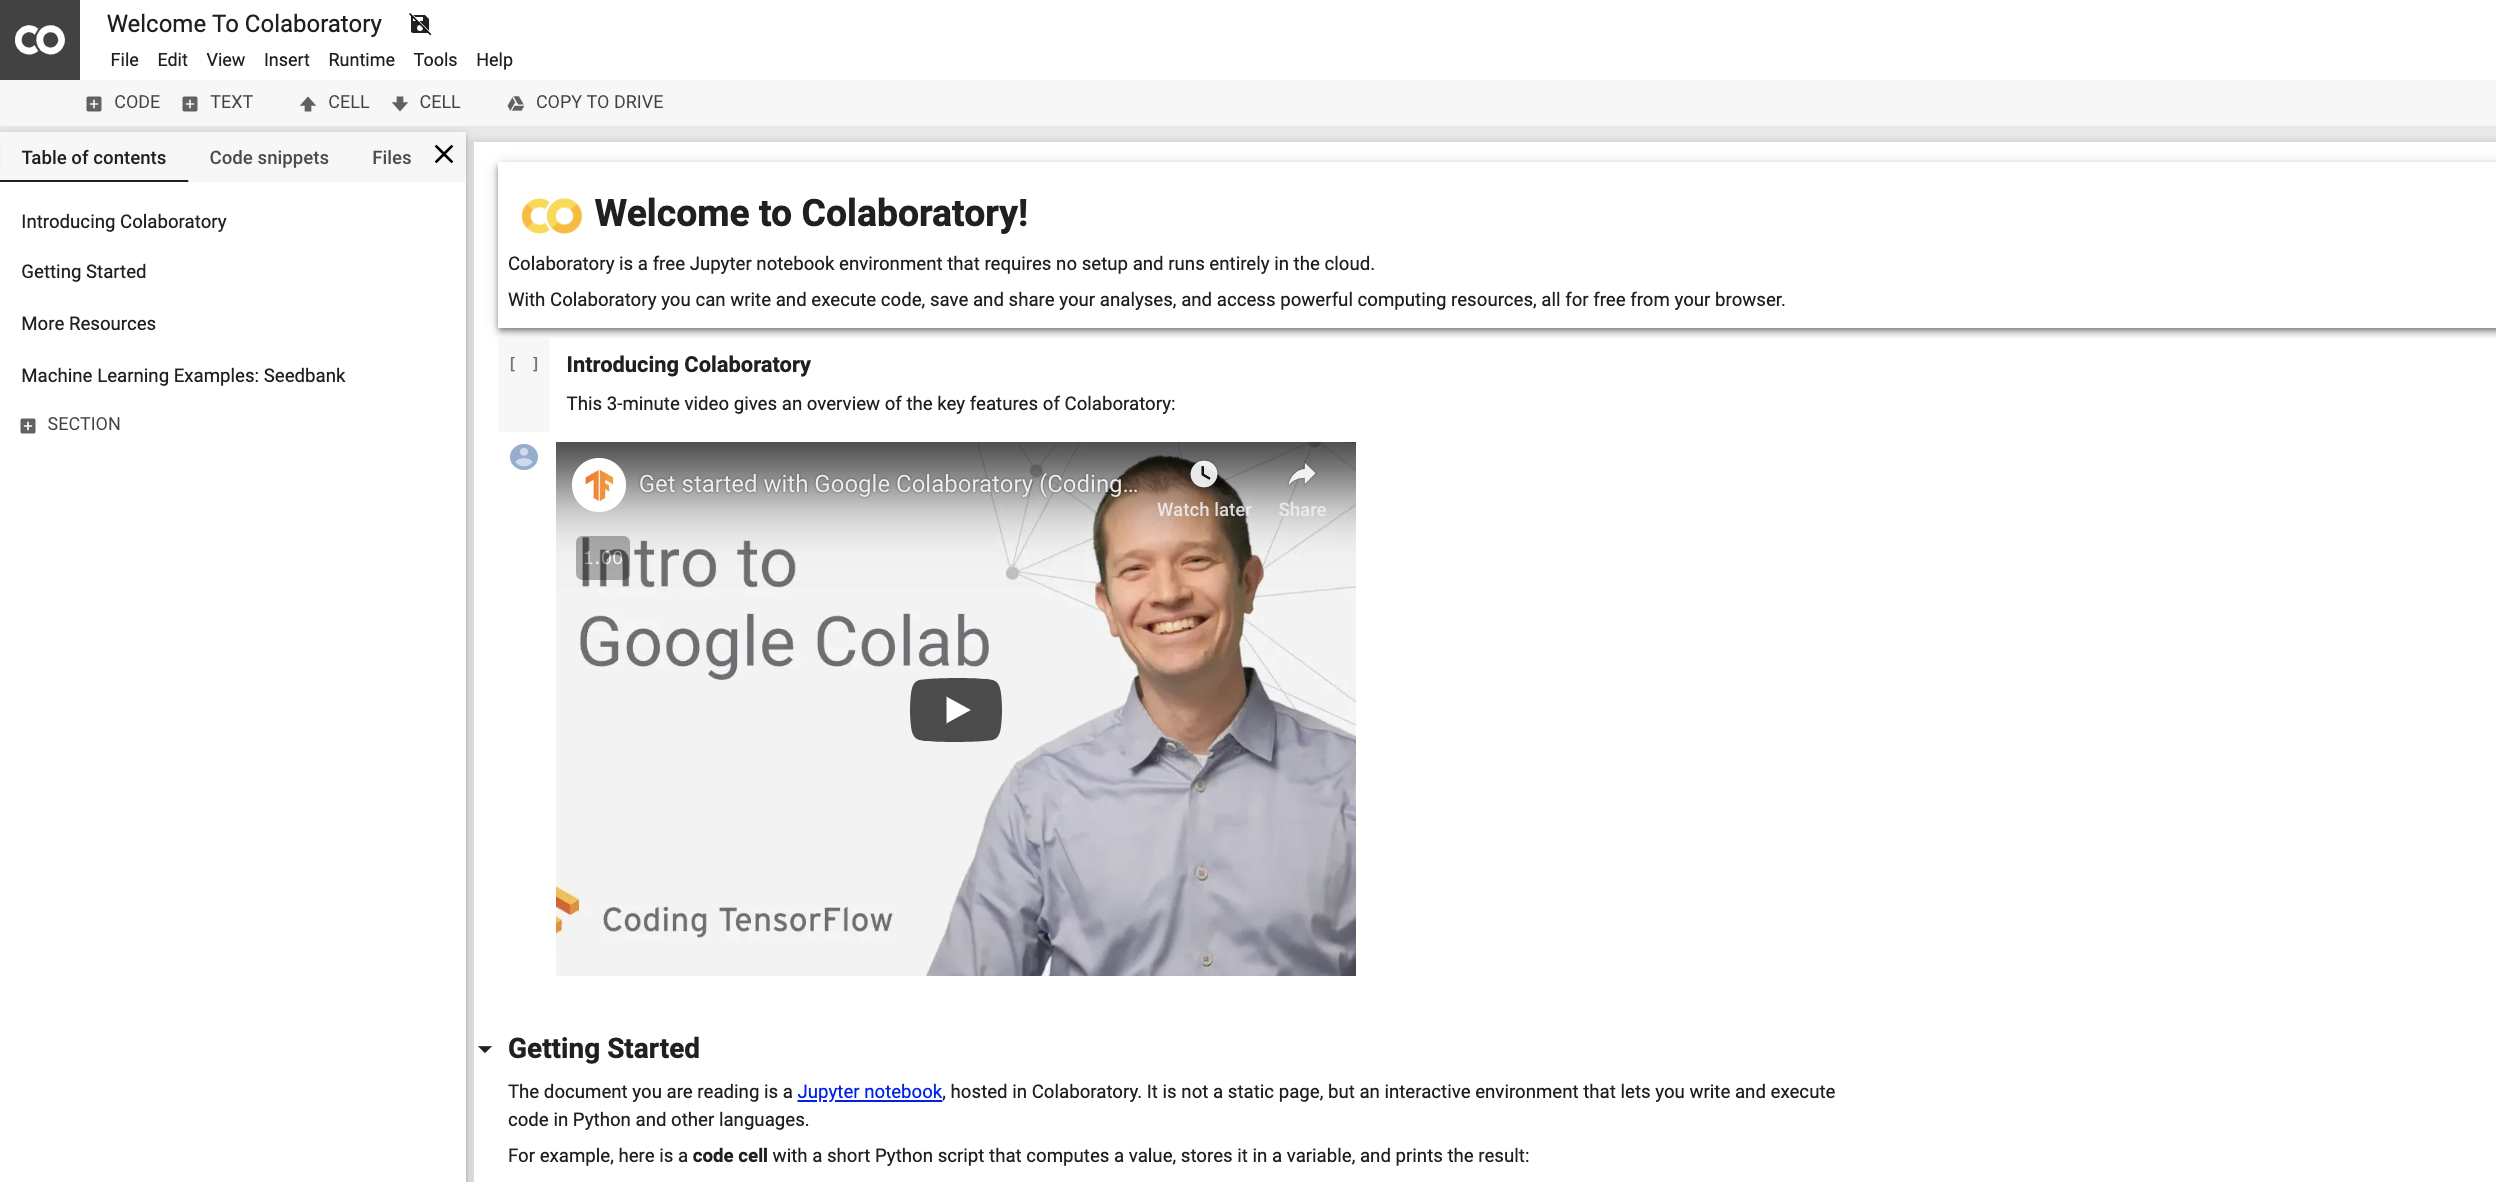 Welcome To Colaboratory
File Edit View Insert Runtime Tools Help
CODE TEXT CELL CELL COPY TO DRIVE
Table of contents Code snippets Files
Introducing Colaboratory
Getting Started
More Resources
Machine Learning Examples: Seedbank
SECTION
CO Welcome to Colaboratory!
Colaboratory is a free Jupyter notebook environment that requires no setup and runs entirely in the cloud.
With Colaboratory you can write and execute code, save and share your analyses, and access powerful computing resources, all for free from your browser.
[ ] Introducing Colaboratory
This 3-minute video gives an overview of the key features of Colaboratory:
Get started with Google Colaboratory (Coding...
Watch later Share
1.00
Intro to
Google Colab
Coding TensorFlow
Getting Started
The document you are reading is a Jupyter notebook, hosted in Colaboratory. It is not a static page, but an interactive environment that lets you write and execute
code in Python and other languages.
For example, here is a code cell with a short Python script that computes a value, stores it in a variable, and prints the result: